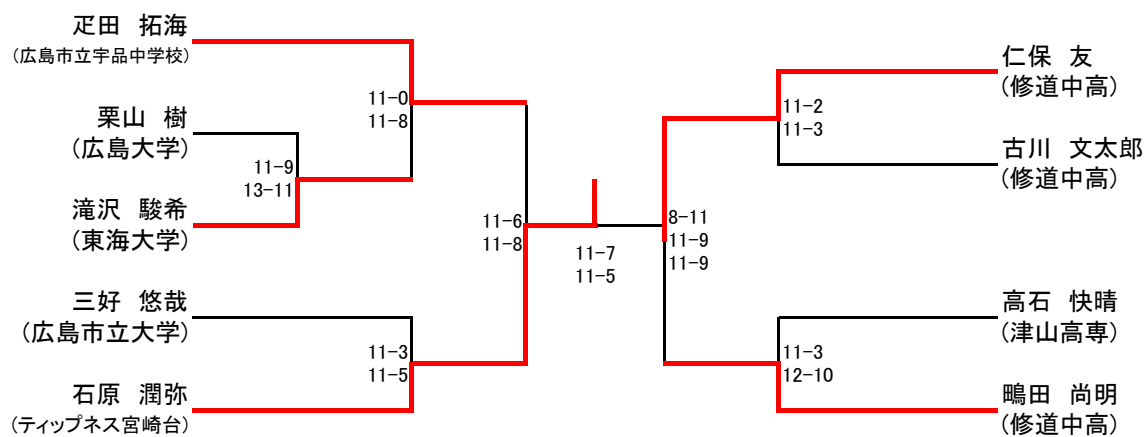 疋田　拓海
(広島市立宇品中学校)
栗山　樹
(広島大学)
滝沢　駿希
(東海大学)
三好　悠哉
(広島市立大学)
石原　潤弥
(ティップネス宮崎台)
11-0
11-8
11-9
13-11
11-3
11-5
11-6
11-8
11-7
11-5
8-11
11-9
11-9
11-2
11-3
11-3
12-10
仁保　友
(修道中高)
古川　文太郎
(修道中高)
高石　快晴
(津山高専)
鴫田　尚明
(修道中高)